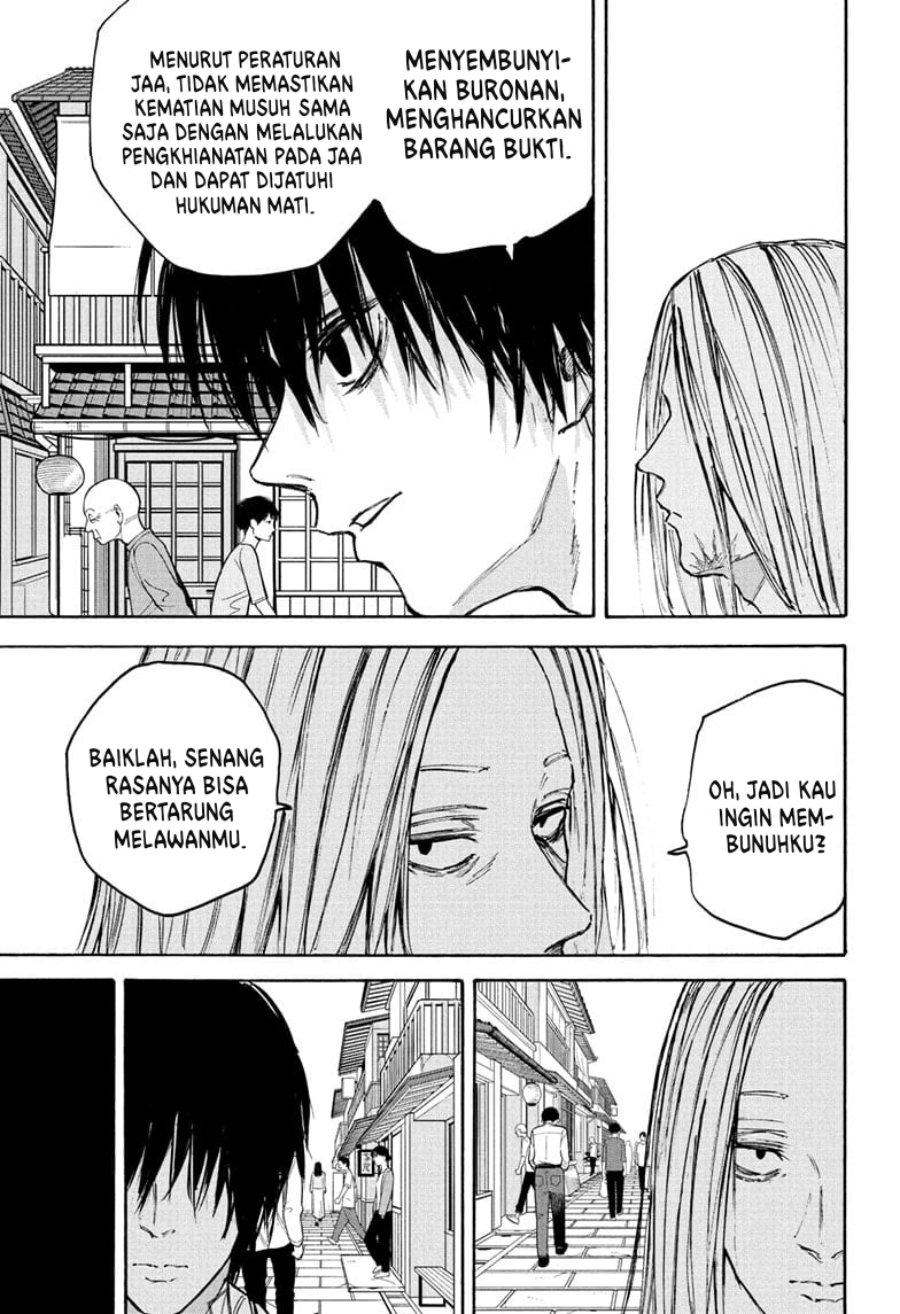 MENYEMBUNYI-
KAN BURONAN,
MENGHANCURKAN
BARANG BUKTI.
MENURUT PERATURAN
JAA, TIDAK MEMASTIKAN
KEMATIAN MUSUH SAMA
SAJA DENGAN MELALUKAN
PENGKHIANATAN PADA JAA
DAN DAPAT DIJATUHI
HUKUMAN MATI.
OH, JADI KAU
INGIN MEM-
BUNUHKU?
BAIKLAH, SENANG
RASANYA BISA
BERTARUNG
MELAWANMU.